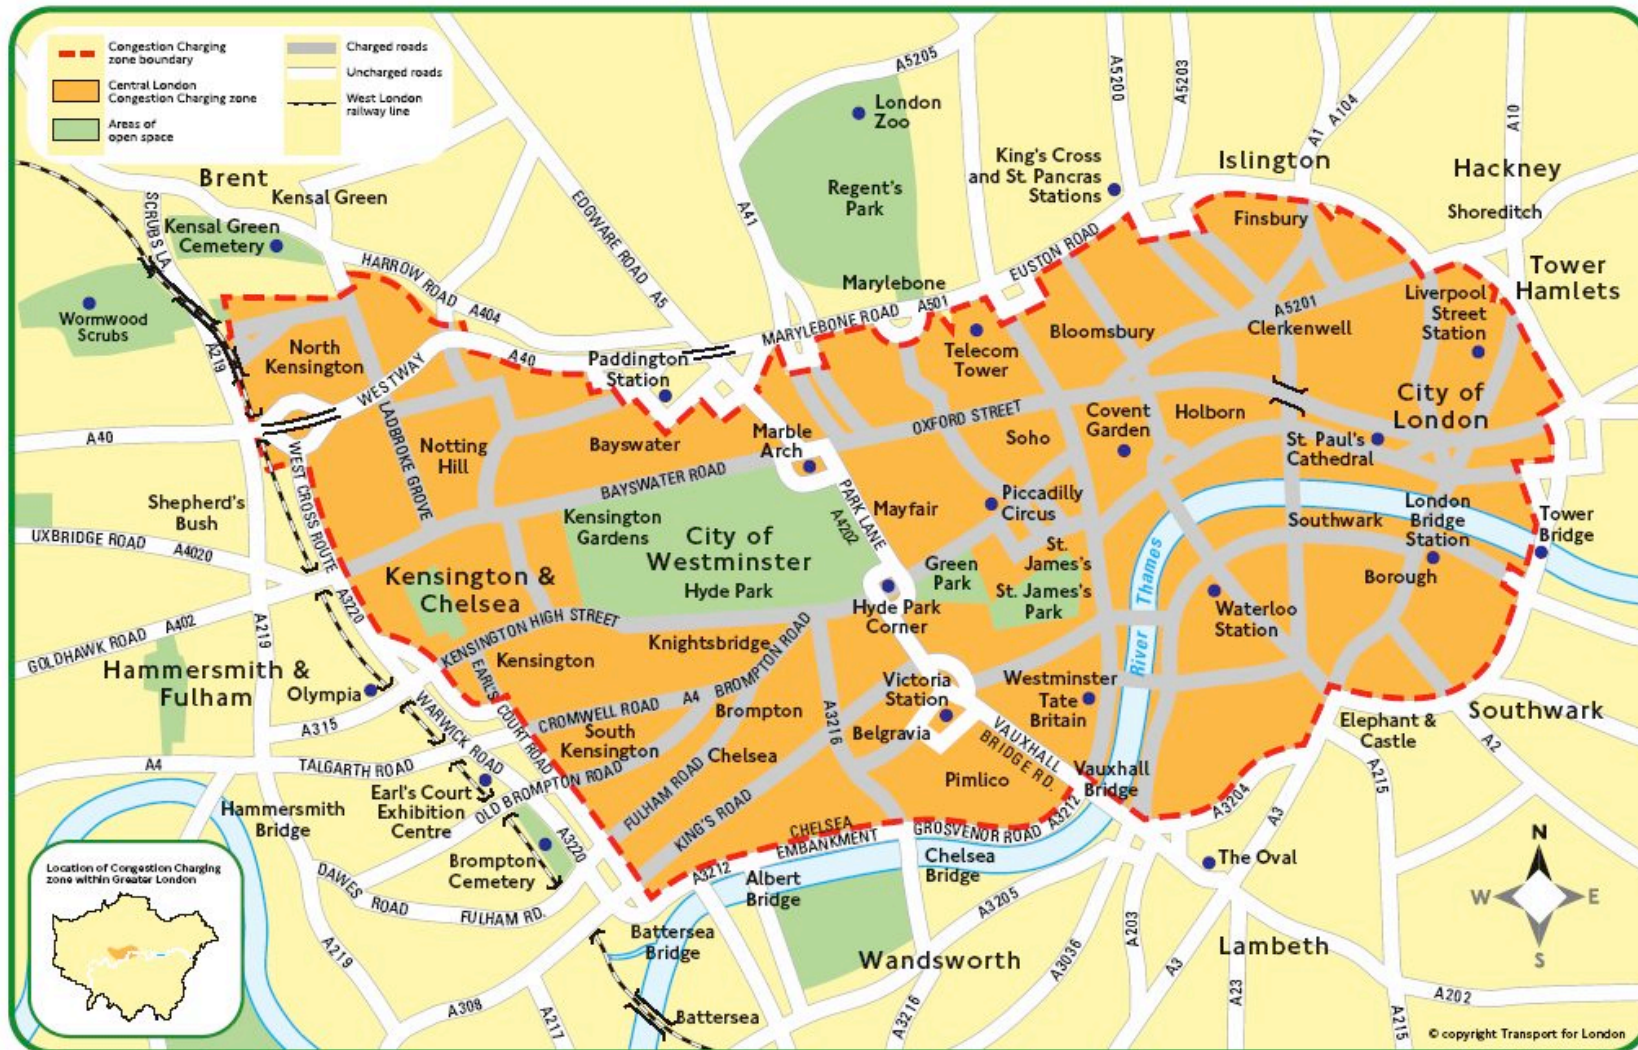 Congestion Charging
zone boundary
Central London
Congestion Charging zone
Areas of
open space
Charged roads
Uncharged roads
West London
railway line
A5205
A5200
A5203
A1
A104
A10
London
Zoo
Regent's
Park
King's Cross
and St. Pancras
Stations
Islington
Hackney
Shoreditch
Finsbury
Tower
Hamlets
Brent
Kensal Green
Kensal Green
Cemetery
SCRUBS LA
HARROW ROAD
A404
EDGWARE ROAD A5
A41
Marylebone
MARYLEBONE ROAD A501
EUSTON ROAD
Wormwood
Scrubs
A219
North
Kensington
WESTWAY
A40
Paddington
Station
Telecom
Tower
Bloomsbury
A5201
Clerkenwell
Liverpool
Street
Station
City of
London
A40
WEST CROSS ROUTE
LADBROKE GROVE
Notting
Hill
Bayswater
BAYSWATER ROAD
Marble
Arch
OXFORD STREET
Soho
Covent
Garden
Holborn
St. Paul's
Cathedral
Shepherd's
Bush
UXBRIDGE ROAD A4020
Kensington
Gardens
City of
Westminster
Hyde Park
PARK LANE
A4202
Mayfair
Piccadilly
Circus
St.
James's
Green
Park
St. James's
Park
River Thames
Southwark
London
Bridge
Station
Borough
Tower
Bridge
Kensington &
Chelsea
A3220
GOLDHAWK ROAD A402
A219
KENSINGTON HIGH STREET
Hyde Park
Corner
Waterloo
Station
Hammersmith &
Fulham
Olympia
Kensington
EARL'S COURT ROAD
Knightsbridge
BROMPTON ROAD
CROMWELL ROAD A4
Brompton
A3216
Victoria
Station
Belgravia
Westminster
Tate
Britain
VAUXHALL
BRIDGE RD.
Vauxhall
Bridge
Pimlico
Elephant &
Castle
Southwark
A2
A315
WARWICK ROAD
A4
TALGARTH ROAD
South
Kensington
Chelsea
OLD BROMPTON ROAD
FULHAM ROAD
KING'S ROAD
Earl's Court
Exhibition
Centre
Hammersmith
Bridge
Brompton
Cemetery
A3220
DAWES ROAD
FULHAM RD.
A219
A308
A217
A3212
CHELSEA
EMBANKMENT
GROSVENOR ROAD
A3212
Albert
Bridge
Chelsea
Bridge
Battersea
Bridge
Battersea
Wandsworth
A3205
A3036
A3216
A203
The Oval
A3204
A3
A3
A23
Lambeth
A215
A202
A215
N
W
E
S
Location of Congestion Charging
zone within Greater London
© copyright Transport for London